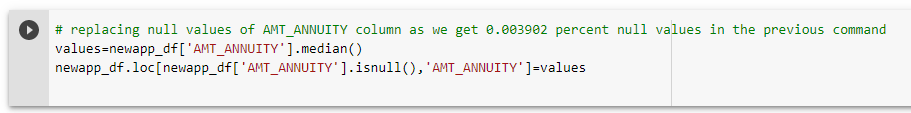 # replacing null values of AMT_ANNUITY column as we get 0.003902 percent null values in the previous command
values=newapp_df['AMT_ANNUITY'].median()
newapp_df.loc[newapp_df['AMT_ANNUITY'].isnull(),'AMT_ANNUITY']=values